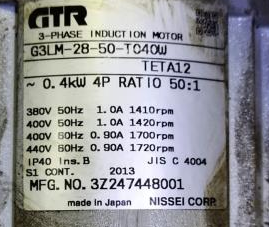 GTR
3-PHASE INDUCTION MOTOR
G3LM-28-50-TO40W
TETA12
~ 0.4kW 4P RATIO 50:1
380V 50Hz 1.0A 1410rpm
400V 50Hz 1.0A 1420rpm
400V 60Hz 0.90A 1700rpm
440V 60Hz 0.90A 1720rpm
IP40 Ins.B JIS C 4004
S1 CONT. 2013
MFG. NO. 3Z247448001
made in Japan NISSEI CORP.